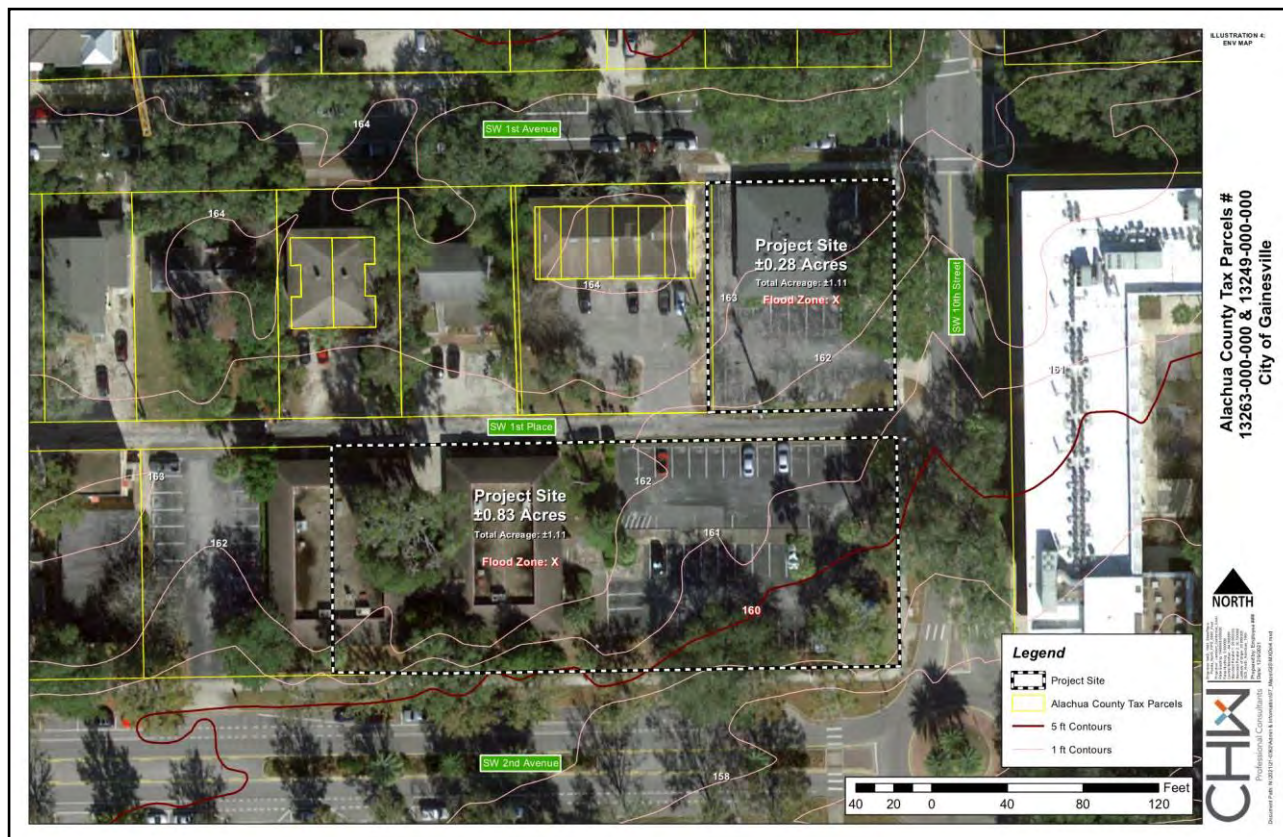 ILLUSTRATION 4:
ENV MAP
164
SW 1st Avenue
164
164
Project Site
±0.28 Acres
Total Acreage: ±1.11
Flood Zone: X
163
162
SW 10th Street
161
SW 1st Place
163
162
Project Site
±0.83 Acres
Total Acreage: ±1.11
Flood Zone: X
162
161
160
SW 2nd Avenue
158
Legend
Project Site
Alachua County Tax Parcels
5 ft Contours
1 ft Contours
40 20 0 40 80 120 Feet
Alachua County Tax Parcels #
13263-000-000 & 13249-000-000
City of Gainesville
NORTH
CHW
Professional Consultants